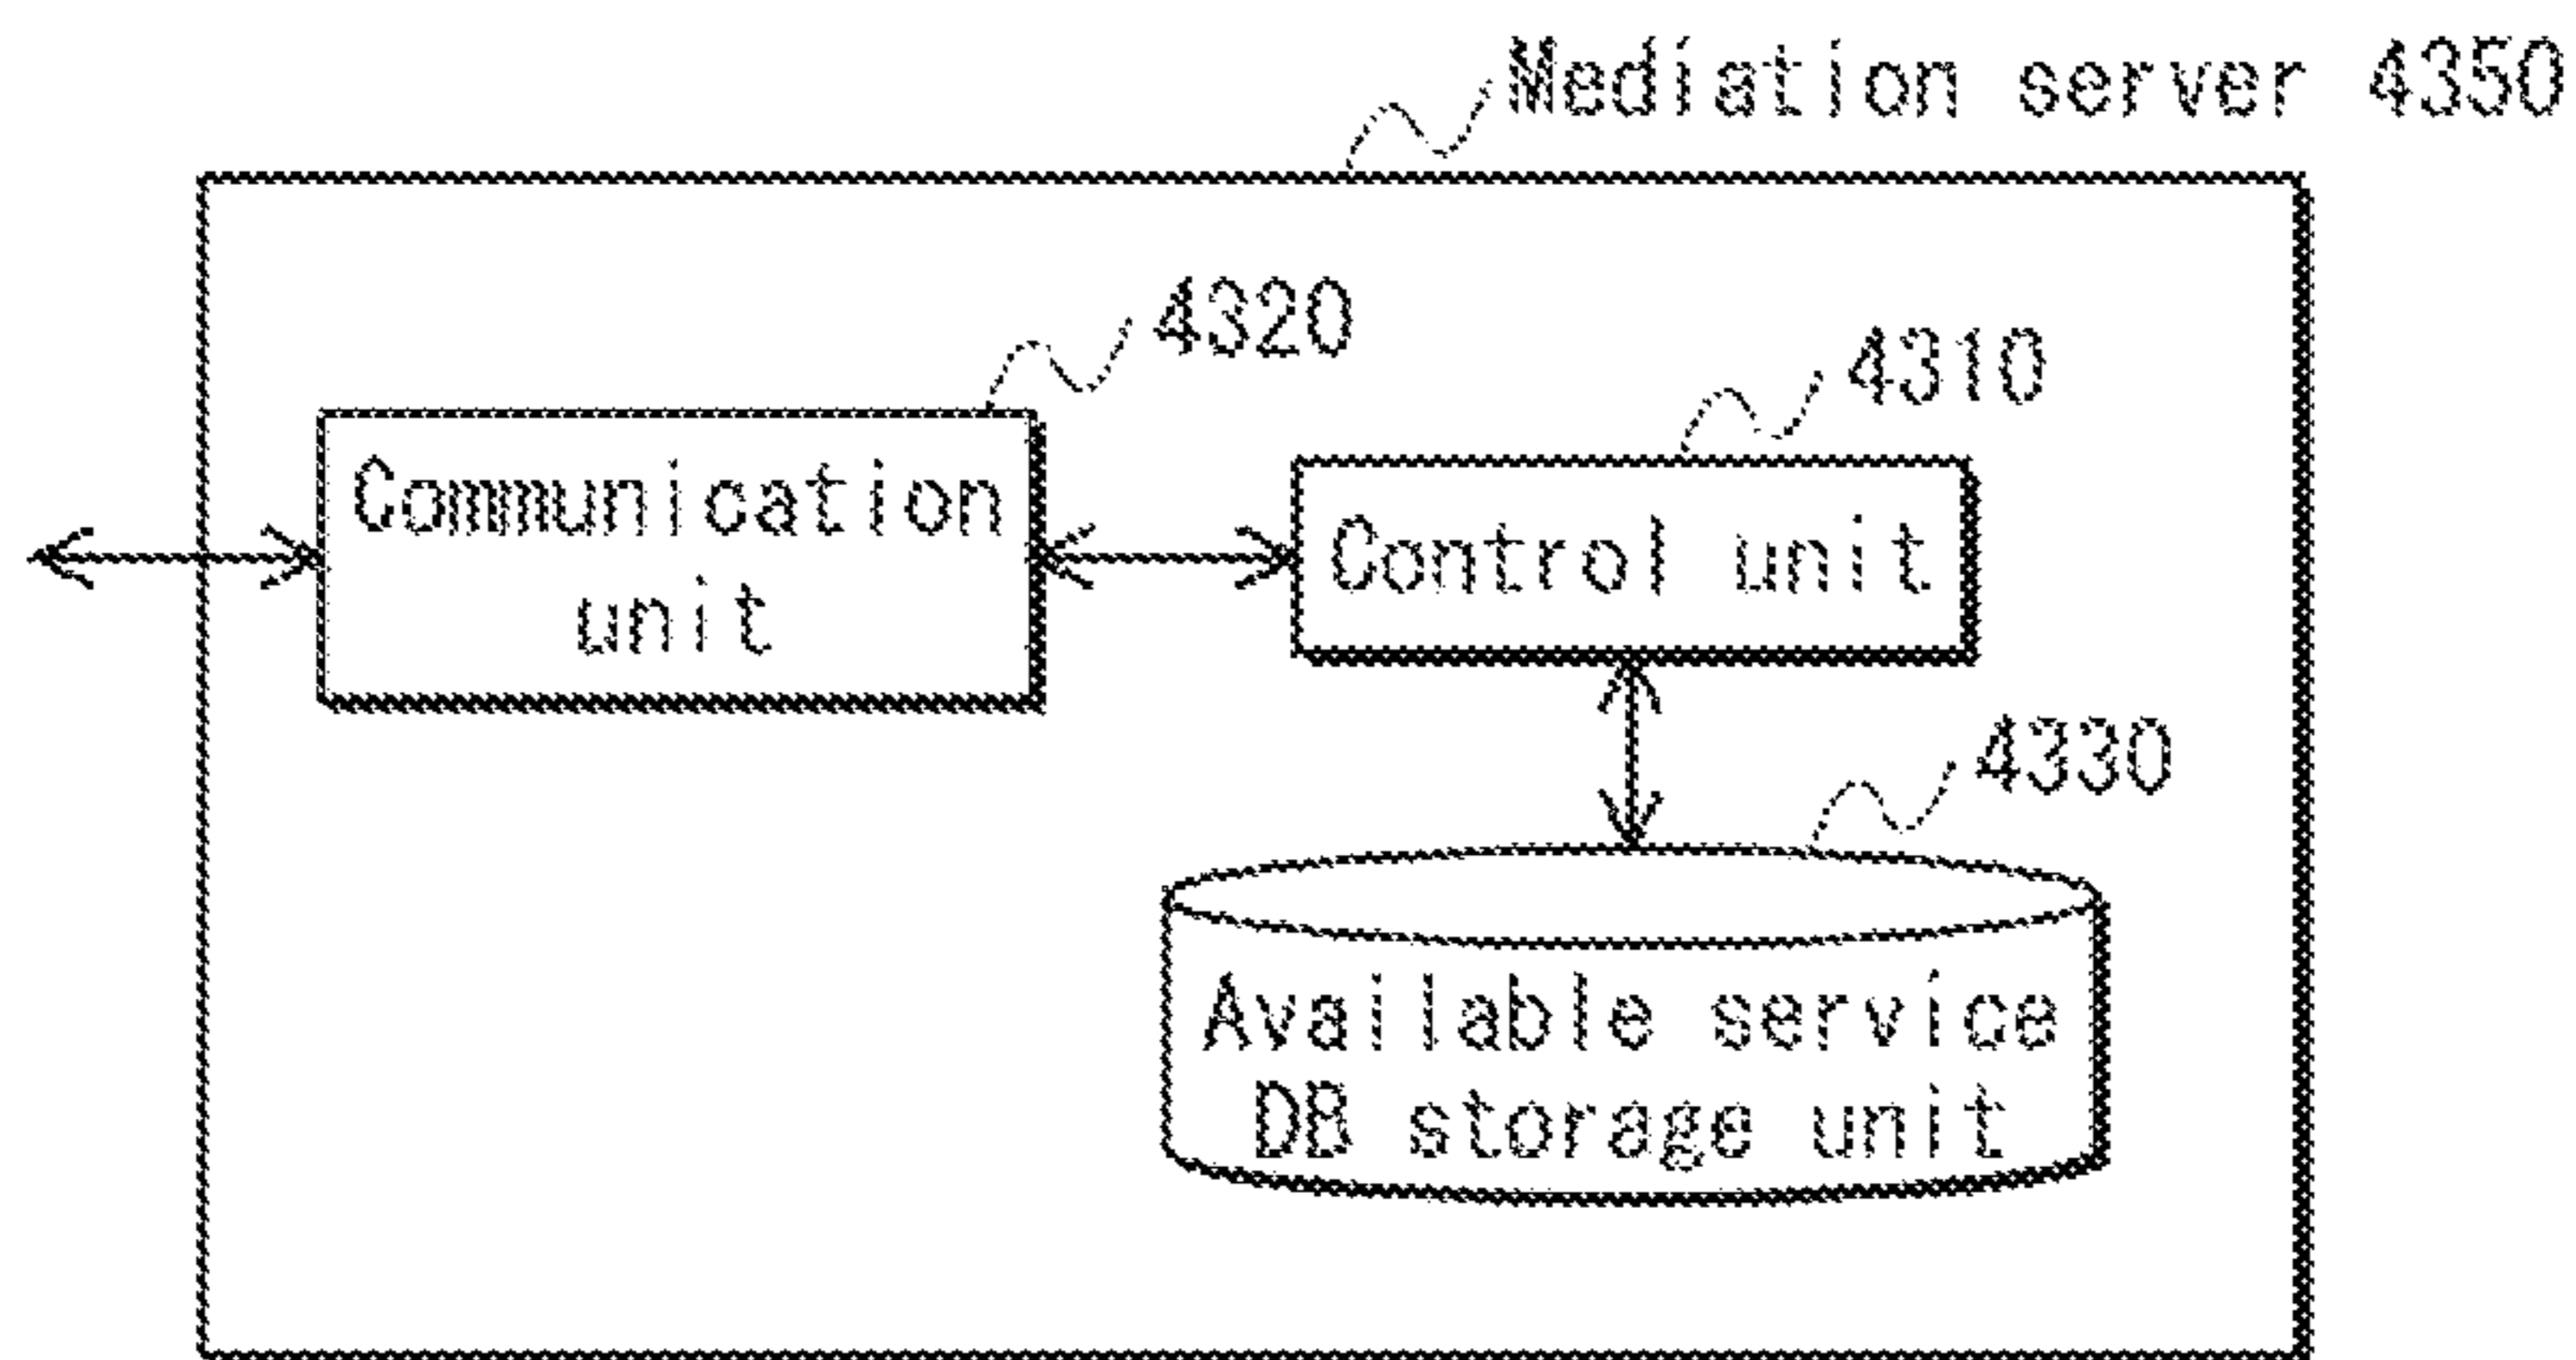 Mediation server 4350
4320
4310
Communication
unit
Control unit
4330
Available service
DB storage unit